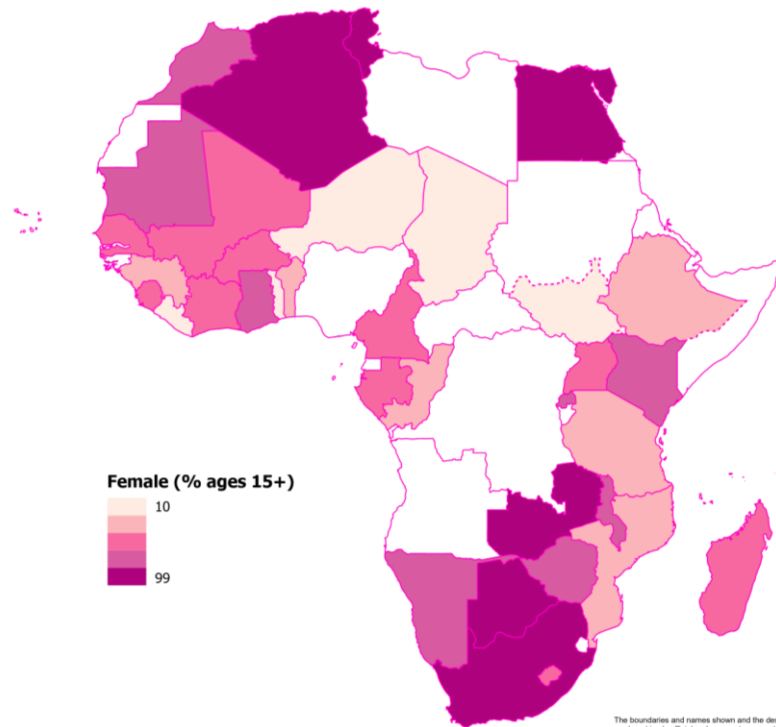 Female (% ages 15+)
10
99
The boundaries and names shown and the de